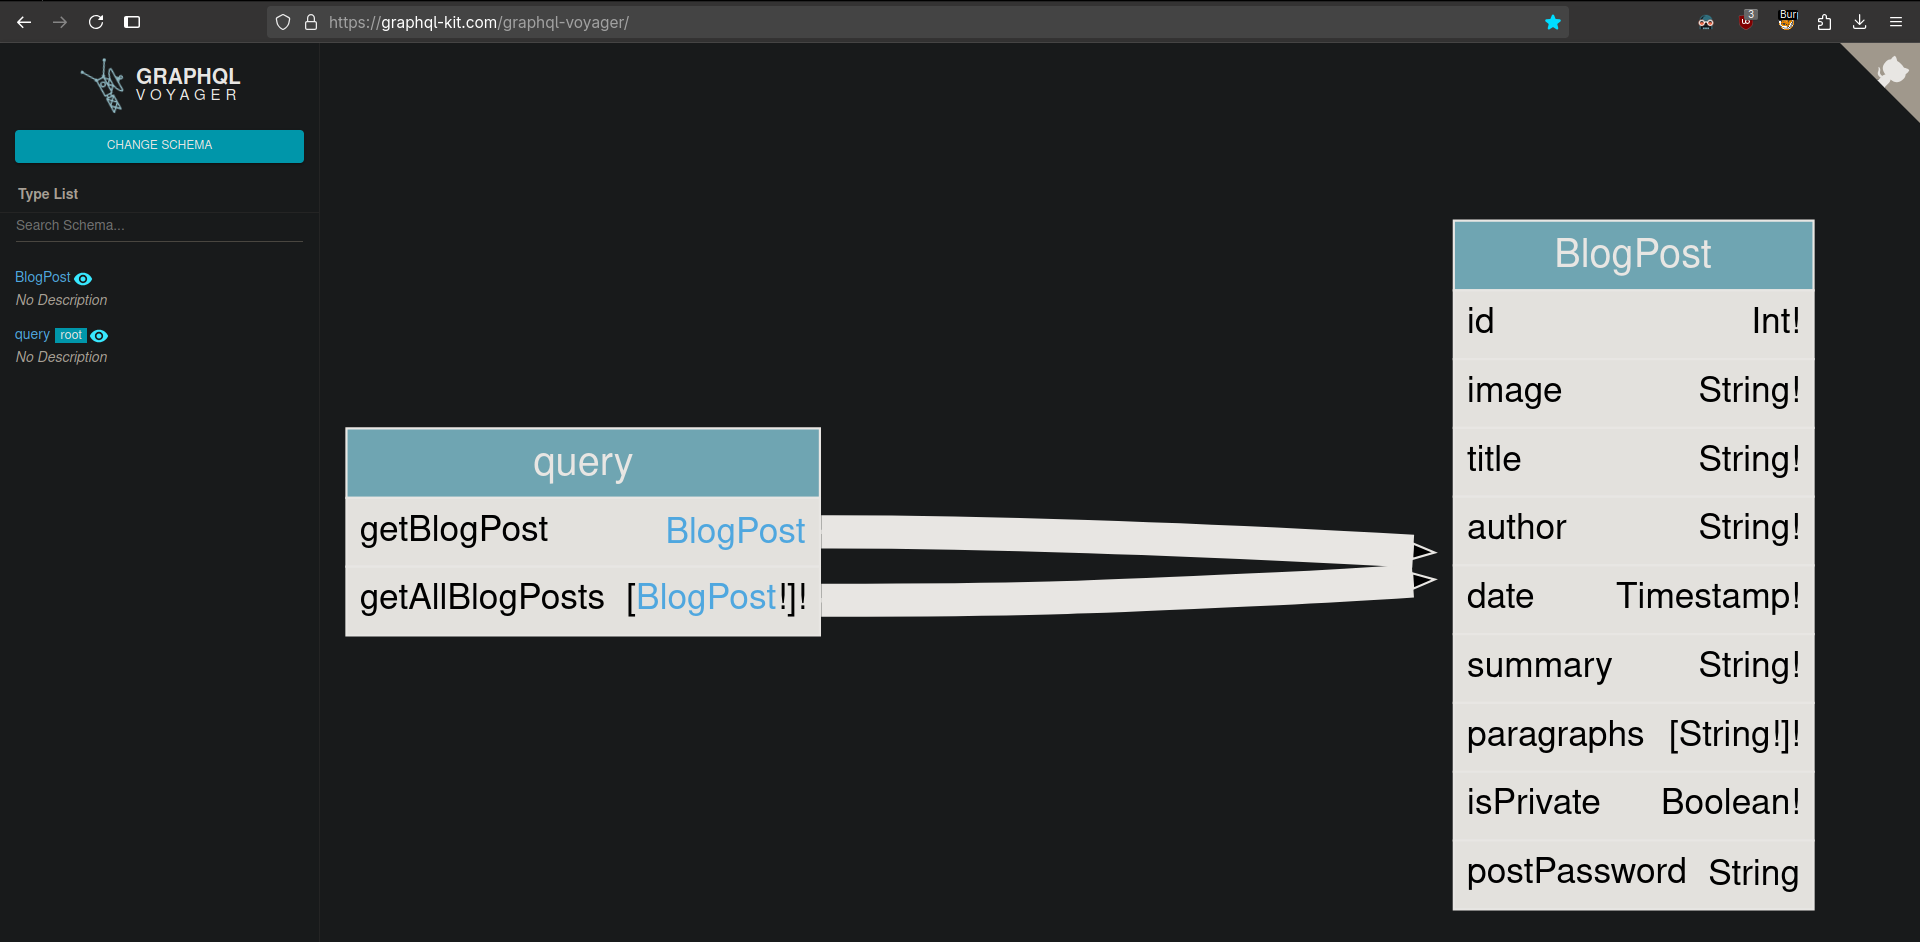 https://graphql-kit.com/graphql-voyager/
3
Bur
GRAPHQL
VOYAGER
CHANGE SCHEMA
Type List
Search Schema...
BlogPost
No Description
query root
No Description
query
getBlogPost BlogPost
getAllBlogPosts [BlogPost!]!
BlogPost
id Int!
image String!
title String!
author String!
date Timestamp!
summary String!
paragraphs [String!]!
isPrivate Boolean!
postPassword String